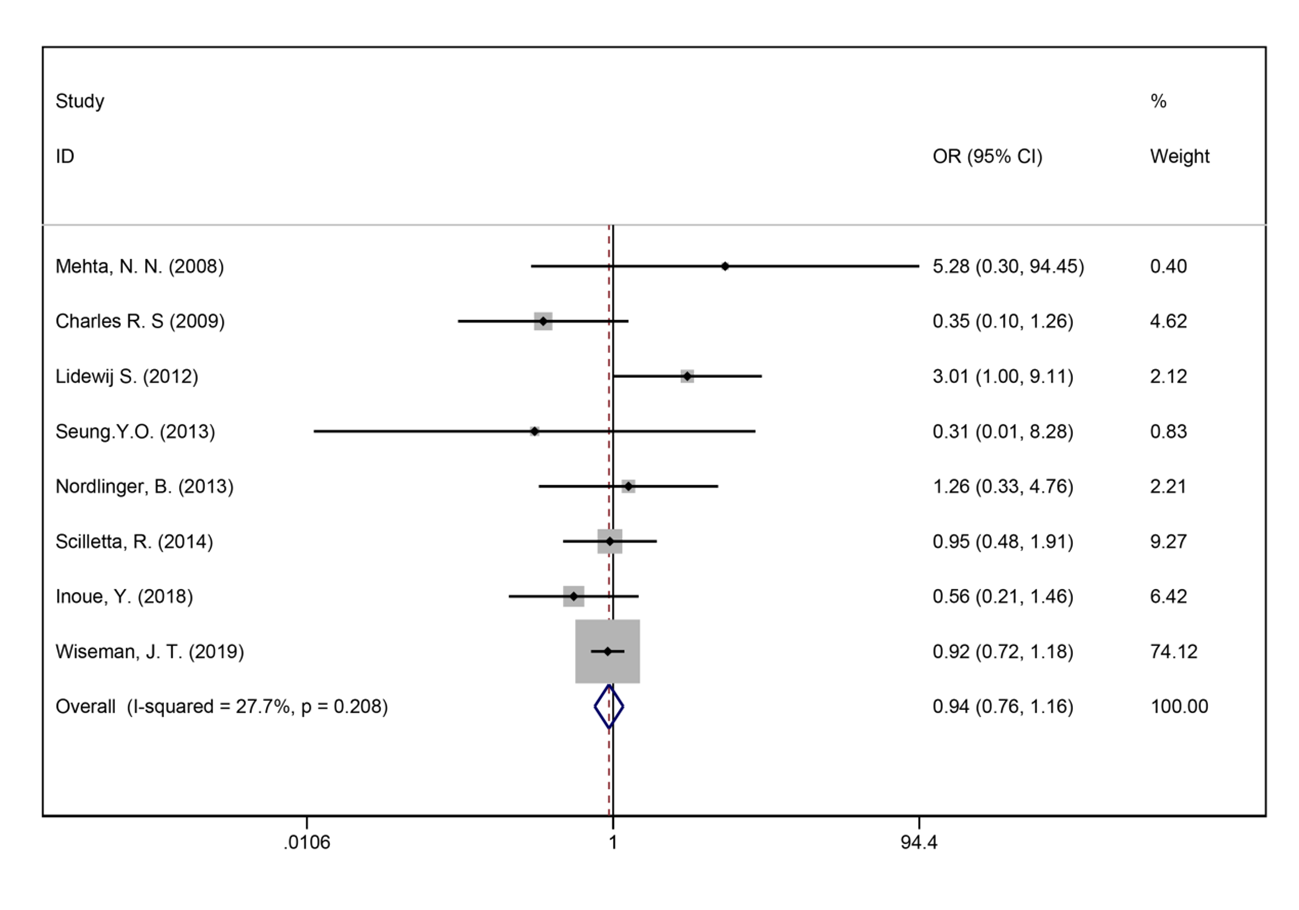 Study %
ID OR (95% CI) Weight
Mehta, N. N. (2008) 5.28 (0.30, 94.45) 0.40
Charles R. S (2009) 0.35 (0.10, 1.26) 4.62
Lidewij S. (2012) 3.01 (1.00, 9.11) 2.12
Seung.Y.O. (2013) 0.31 (0.01, 8.28) 0.83
Nordlinger, B. (2013) 1.26 (0.33, 4.76) 2.21
Scilletta, R. (2014) 0.95 (0.48, 1.91) 9.27
Inoue, Y. (2018) 0.56 (0.21, 1.46) 6.42
Wiseman, J. T. (2019) 0.92 (0.72, 1.18) 74.12
Overall (I-squared = 27.7%, p = 0.208) 0.94 (0.76, 1.16) 100.00
.0106 1 94.4